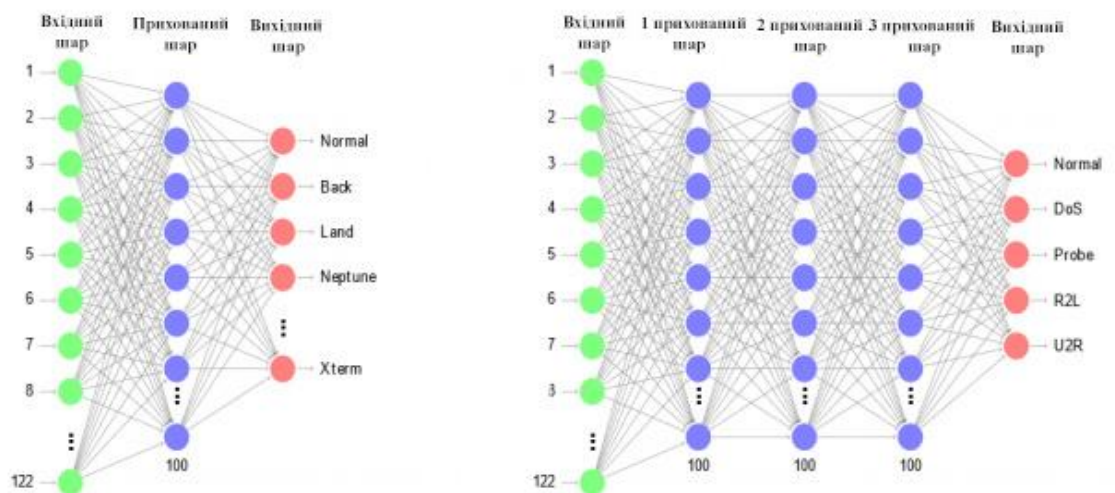 Вхідний шар
Прихований шар
Вихідний шар
1
2
3
4
5
6
7
8
122
100
Normal
Back
Land
Neptune
Xterm
Вхідний шар
1 прихований шар
2 прихований шар
3 прихований шар
Вихідний шар
1
2
3
4
5
6
7
3
122
100
100
100
Normal
DoS
Probe
R2L
U2R